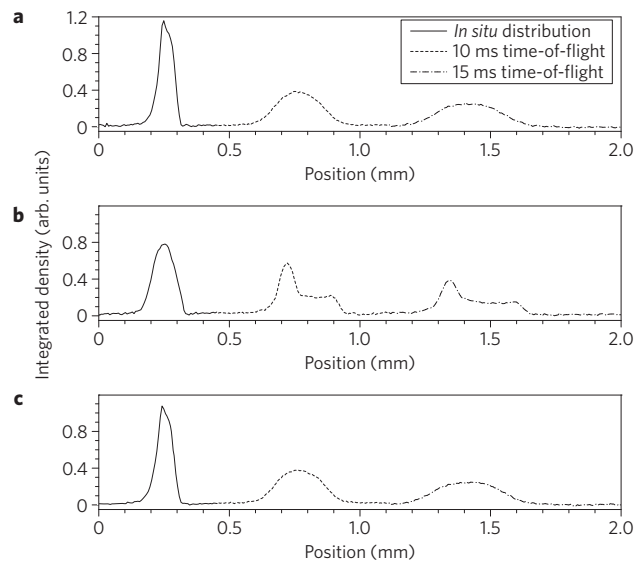 a
1.2
0.8
0.4
0
In situ distribution
10 ms time-of-flight
15 ms time-of-flight
0 0.5 1.0 1.5 2.0
Position (mm)
Integrated density (arb. units)
b
0.8
0.4
0
0 0.5 1.0 1.5 2.0
Position (mm)
c
0.8
0.4
0
0 0.5 1.0 1.5 2.0
Position (mm)